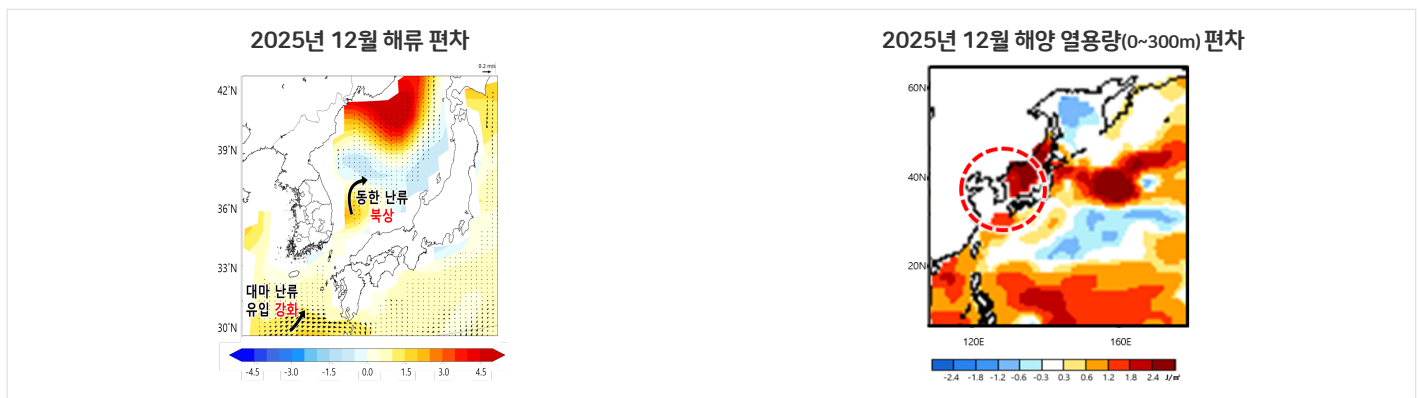 2025년 12월 해류 편차
0.2 m/s
42°N
39°N
36°N
33°N
30°N
동한 난류
북상
대마 난류
유입 강화
-4.5 -3.0 -1.5 0.0 1.5 3.0 4.5
2025년 12월 해양 열용량(0~300m) 편차
60N
40N
20N
120E 160E
-2.4 -1.8 -1.2 -0.6 -0.3 0.3 0.6 1.2 1.8 2.4 J/㎡